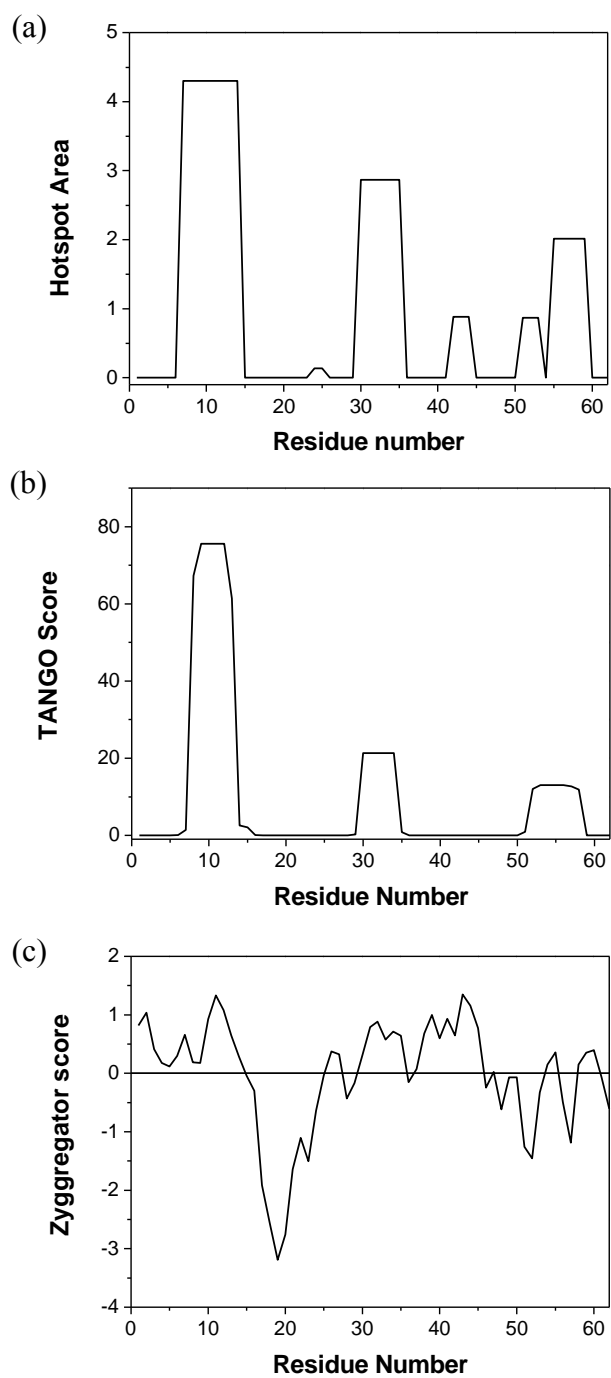 (a)
5
4
3
2
1
0
Hotspot Area
0 10 20 30 40 50 60
Residue number
(b)
80
60
40
20
0
TANGO Score
0 10 20 30 40 50 60
Residue Number
(c)
2
1
0
-1
-2
-3
-4
Zyggregator score
0 10 20 30 40 50 60
Residue Number